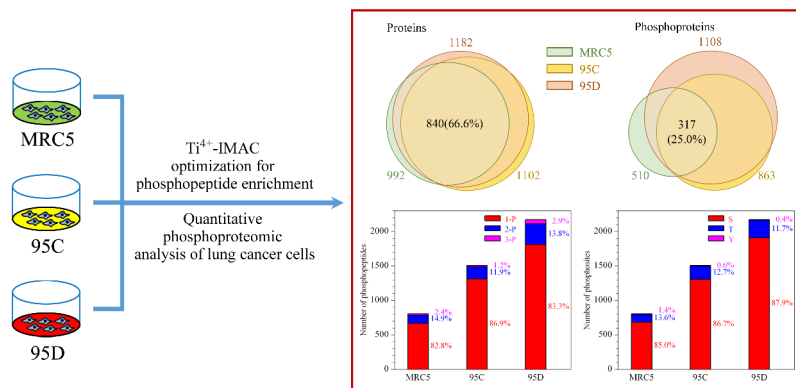 MRC5
95C
95D
Ti4+-IMAC
optimization for
phosphopeptide enrichment
Quantitative
phosphoproteomic
analysis of lung cancer cells
Proteins
1182
840(66.6%)
992
1102
MRC5
95C
95D
Phosphoproteins
1108
317
(25.0%)
510
863
Number of phosphopeptides
2000
1500
1000
500
0
1-P
2-P
3-P
2.4%
14.9%
82.8%
1.2%
11.9%
86.9%
2.9%
13.8%
83.3%
MRC5
95C
95D
Number of phosphosites
2000
1500
1000
500
0
S
T
Y
1.4%
13.6%
85.0%
0.6%
12.7%
86.7%
0.4%
11.7%
87.9%
MRC5
95C
95D